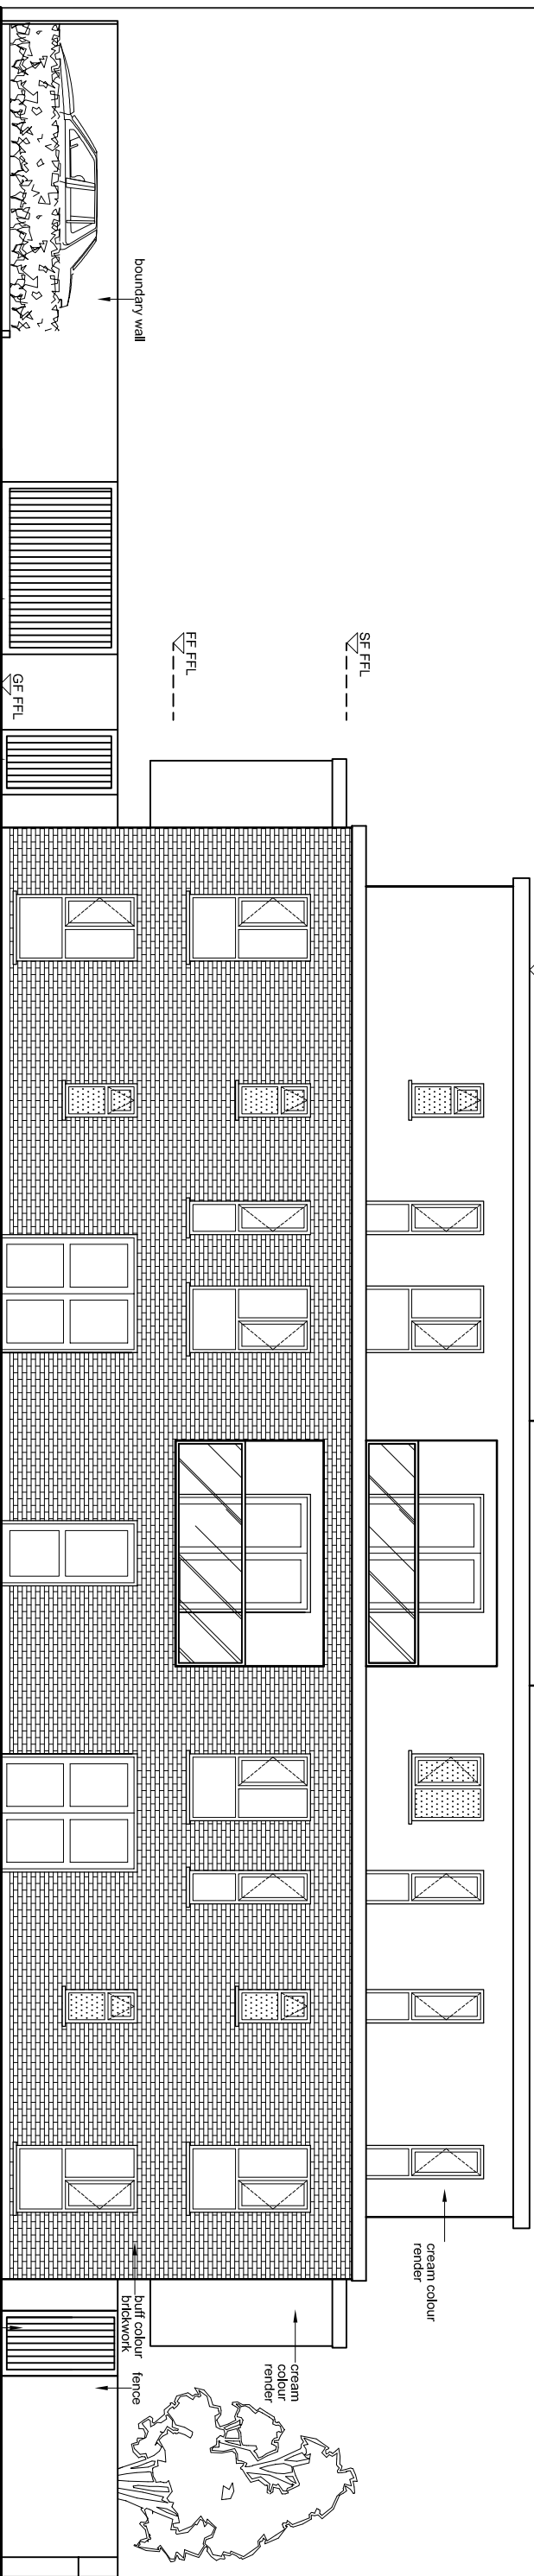 boundary wall
SF FFL
FF FFL
GF FFL
cream colour
render
cream
colour
render
buff colour
brickwork
fence